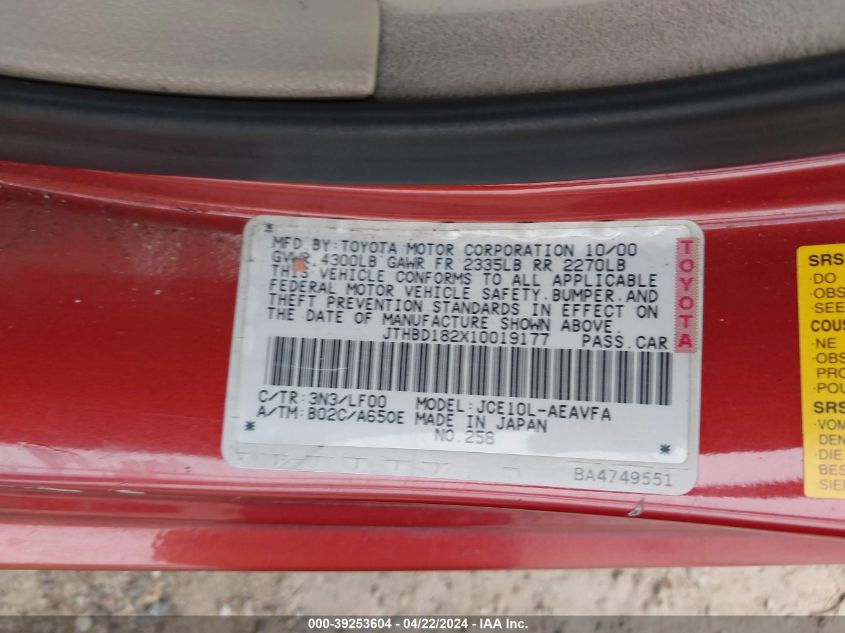 MFD BY:TOYOTA MOTOR CORPORATION 10/00
GVWR 4300LB GAWR FR 2335LB RR 2270LB
THIS VEHICLE CONFORMS TO ALL APPLICABLE
FEDERAL MOTOR VEHICLE SAFETY.BUMPER.AND
THEFT PREVENTION STANDARDS IN EFFECT ON
THE DATE OF MANUFACTURE SHOWN ABOVE.
JTHBD182X10019177 PASS.CAR
C/TR:3N3/LF00 MODEL:JCE10L-AEAVFA
A/TM:B02C/A650E MADE IN JAPAN
NO.258
BA4749551
TOYOTA
SRS
·DO
·OBS
·SEE
COUS
·NE
·OBS
PRO
·POU
SRS
·VOM
DEN
·DIE
BES
·SIE
000-39253604 - 04/22/2024 - IAA Inc.